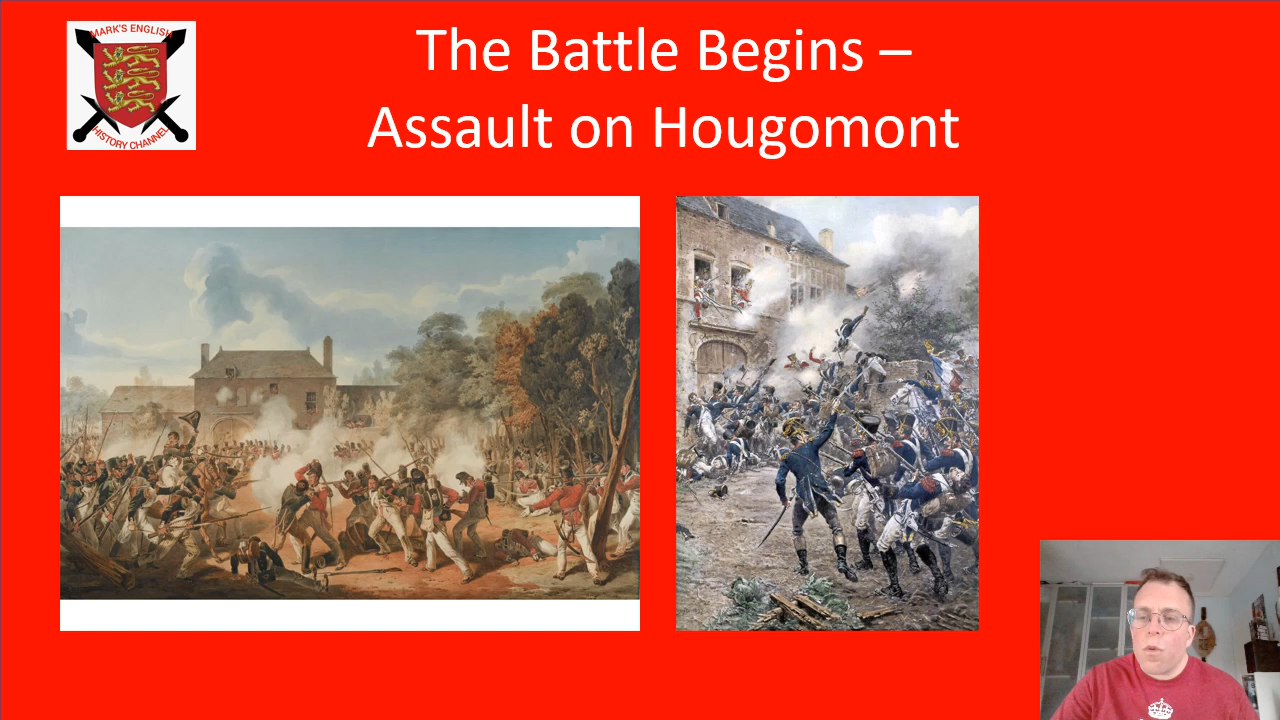 MARK'S ENGLISH
HISTORY CHANNEL
The Battle Begins –
Assault on Hougomont